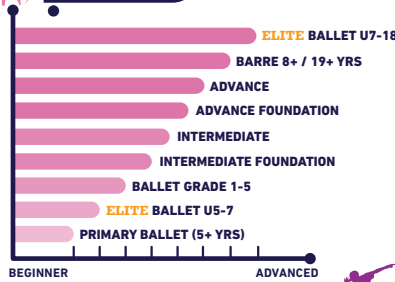 ELITE BALLET U7-18
BARRE 8+ / 19+ YRS
ADVANCE
ADVANCE FOUNDATION
INTERMEDIATE
INTERMEDIATE FOUNDATION
BALLET GRADE 1-5
ELITE BALLET U5-7
PRIMARY BALLET (5+ YRS)
BEGINNER ADVANCED